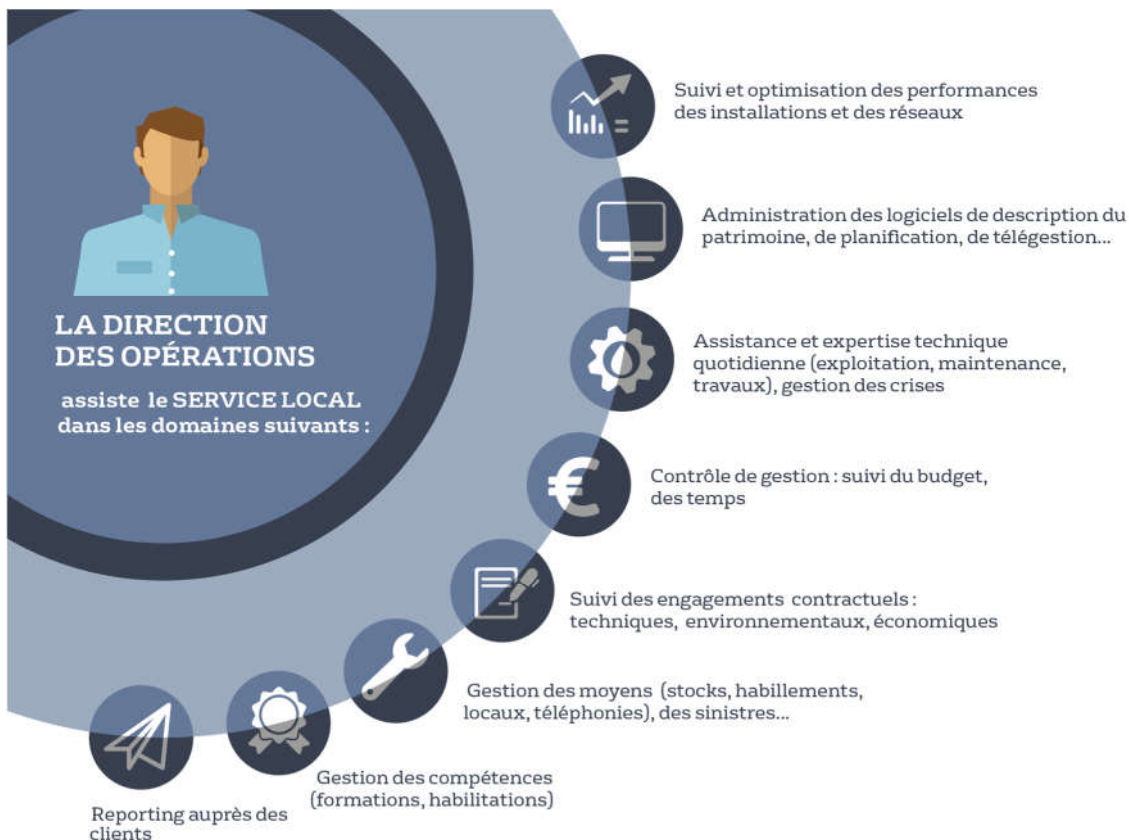 LA DIRECTION
DES OPÉRATIONS
assiste le SERVICE LOCAL
dans les domaines suivants :
Suivi et optimisation des performances
des installations et des réseaux
Administration des logiciels de description du
patrimoine, de planification, de télégestion...
Assistance et expertise technique
quotidienne (exploitation, maintenance,
travaux), gestion des crises
Contrôle de gestion : suivi du budget,
des temps
Suivi des engagements contractuels :
techniques, environnementaux, économiques
Gestion des moyens (stocks, habillements,
locaux, téléphonies), des sinistres...
Gestion des compétences
(formations, habilitations)
Reporting auprès des
clients